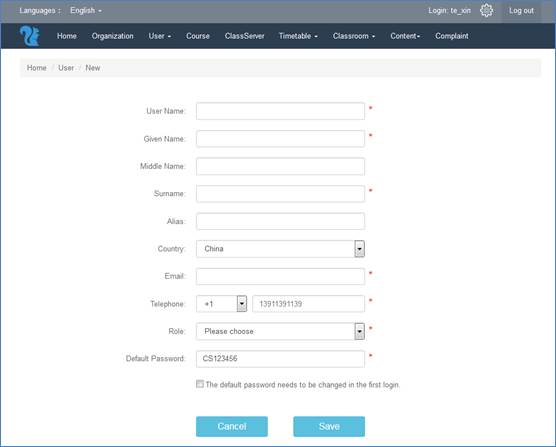 Languages : English Login: te_xin Log out
Home Organization User Course ClassServer Timetable Classroom Content Complaint
Home / User / New
User Name: *
Given Name: *
Middle Name:
Surname: *
Alias:
Country: China
Email: *
Telephone: +1 13911391139 *
Role: Please choose *
Default Password: CS123456 *
The default password needs to be changed in the first login.
Cancel Save